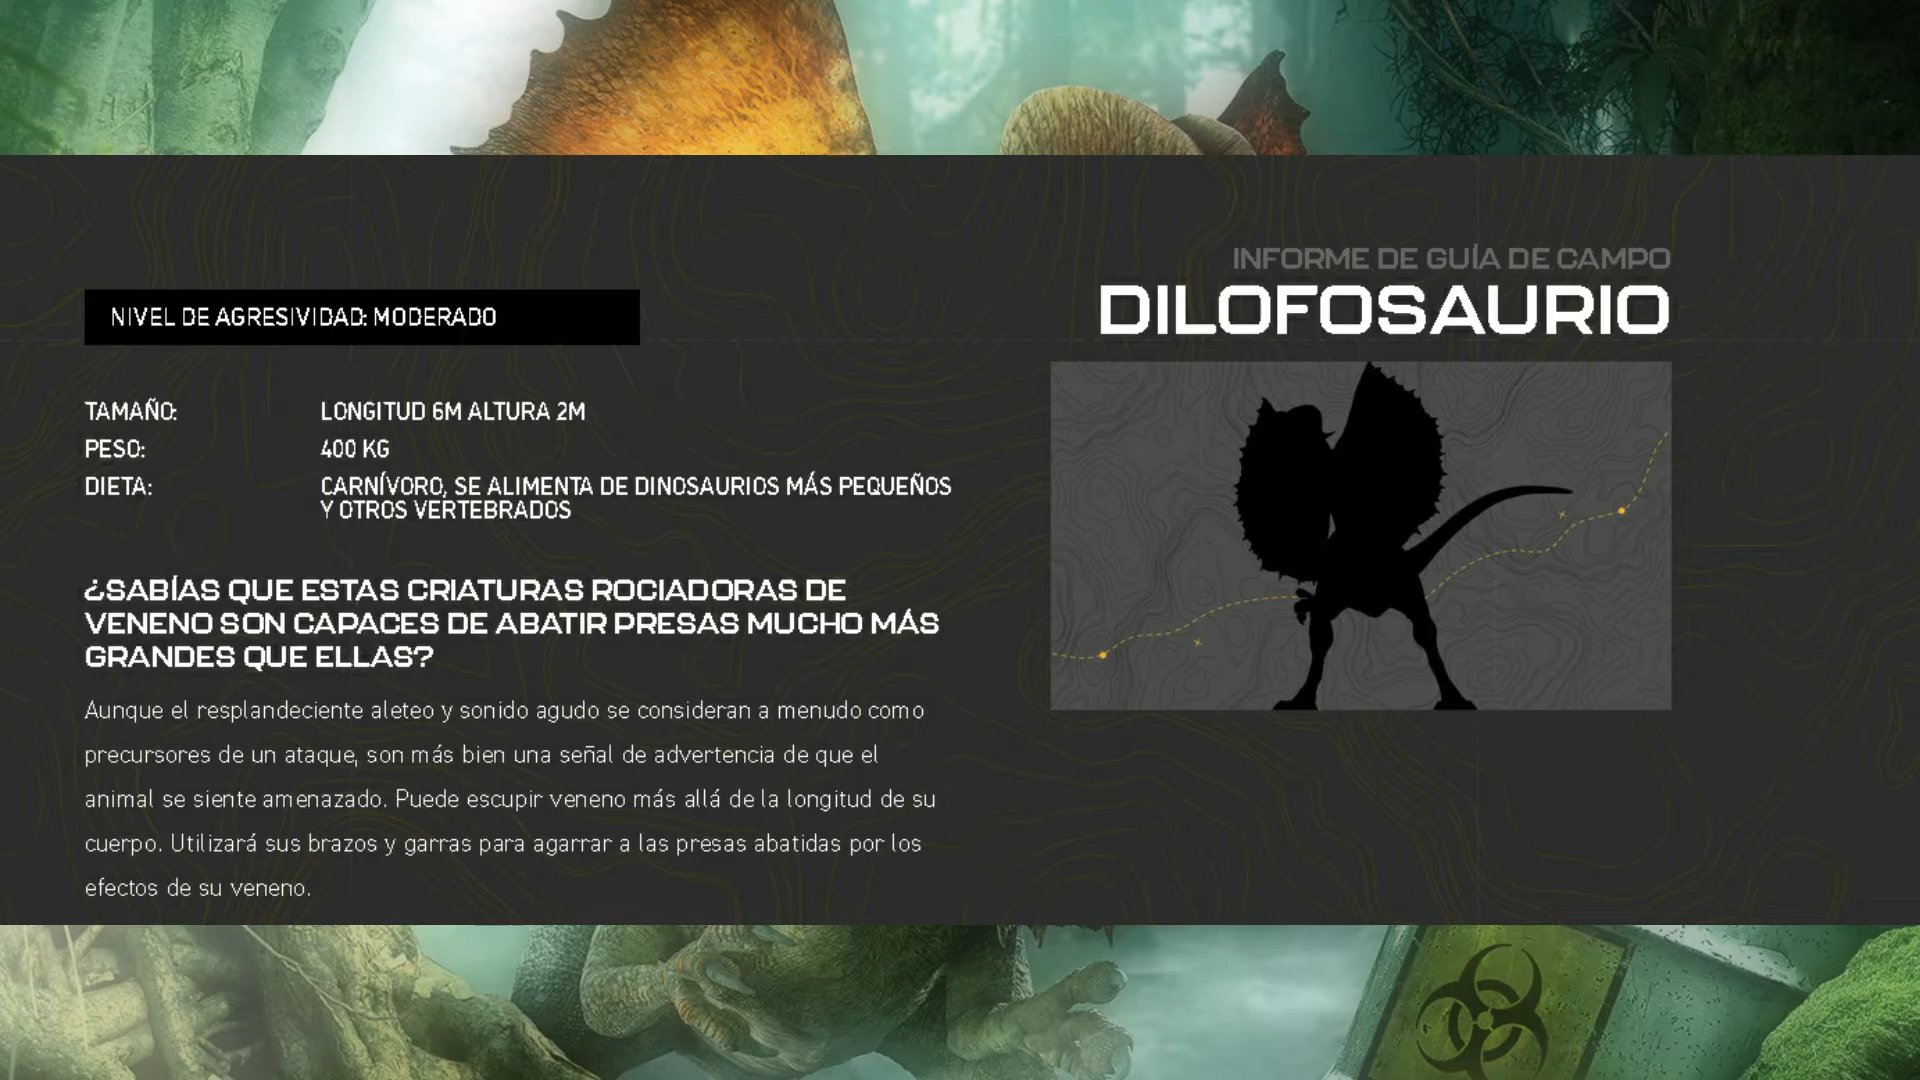 INFORME DE GUÍA DE CAMPO
DILOFOSAURIO
NIVEL DE AGRESIVIDAD: MODERADO
TAMAÑO: LONGITUD 6M ALTURA 2M
PESO: 400 KG
DIETA: CARNÍVORO, SE ALIMENTA DE DINOSAURIOS MÁS PEQUEÑOS
Y OTROS VERTEBRADOS
¿SABÍAS QUE ESTAS CRIATURAS ROCIADORAS DE
VENENO SON CAPACES DE ABATIR PRESAS MUCHO MÁS
GRANDES QUE ELLAS?
Aunque el resplandeciente aleteo y sonido agudo se consideran a menudo como
precursores de un ataque, son más bien una señal de advertencia de que el
animal se siente amenazado. Puede escupir veneno más allá de la longitud de su
cuerpo. Utilizará sus brazos y garras para agarrar a las presas abatidas por los
efectos de su veneno.